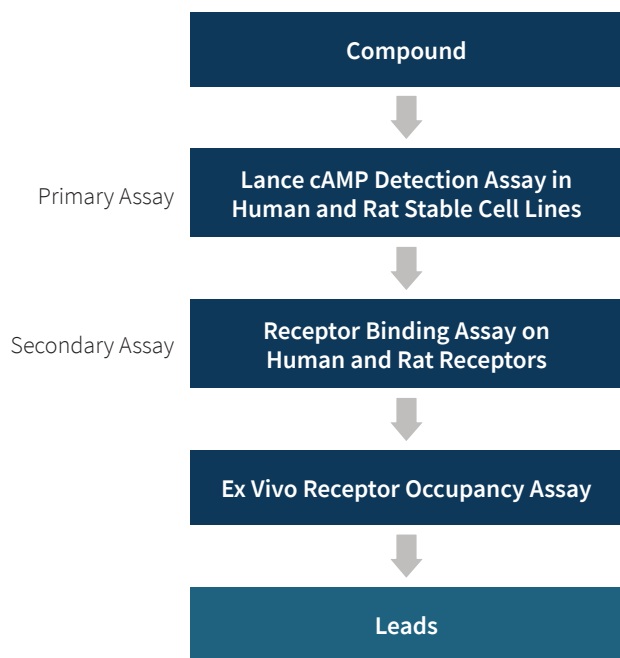 Compound
Primary Assay
Lance cAMP Detection Assay in
Human and Rat Stable Cell Lines
Secondary Assay
Receptor Binding Assay on
Human and Rat Receptors
Ex Vivo Receptor Occupancy Assay
Leads